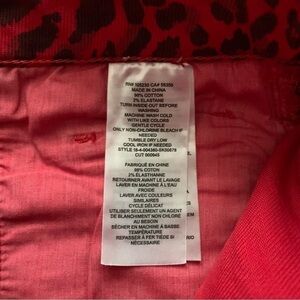 RN# 105230 CA# 59359
MADE IN CHINA
98% COTTON
2% ELASTANE
TURN INSIDE OUT BEFORE
WASHING
MACHINE WASH COLD
WITH LIKE COLORS
GENTLE CYCLE
ONLY NON-CHLORINE BLEACH IF
NEEDED
TUMBLE DRY LOW
COOL IRON IF NEEDED
STYLE
CUT 000945
FABRIQUÉ EN CHINE
98% COTON
2% ELASTHANNE
RETOURNER AVANT LE LAVAGE
LAVER EN MACHINE À L'EAU
FROIDE
LAVER AVEC COULEURS
SIMILAIRES
CYCLE DÉLICAT
UTILISER SEULEMENT UN AGENT
DE BLANCHIMENT NON CHLORÉ
AU BESOIN
SÉCHER EN MACHINE À BASSE
TEMPÉRATURE
REPASSER À FER TIÈDE SI
NÉCESSAIRE